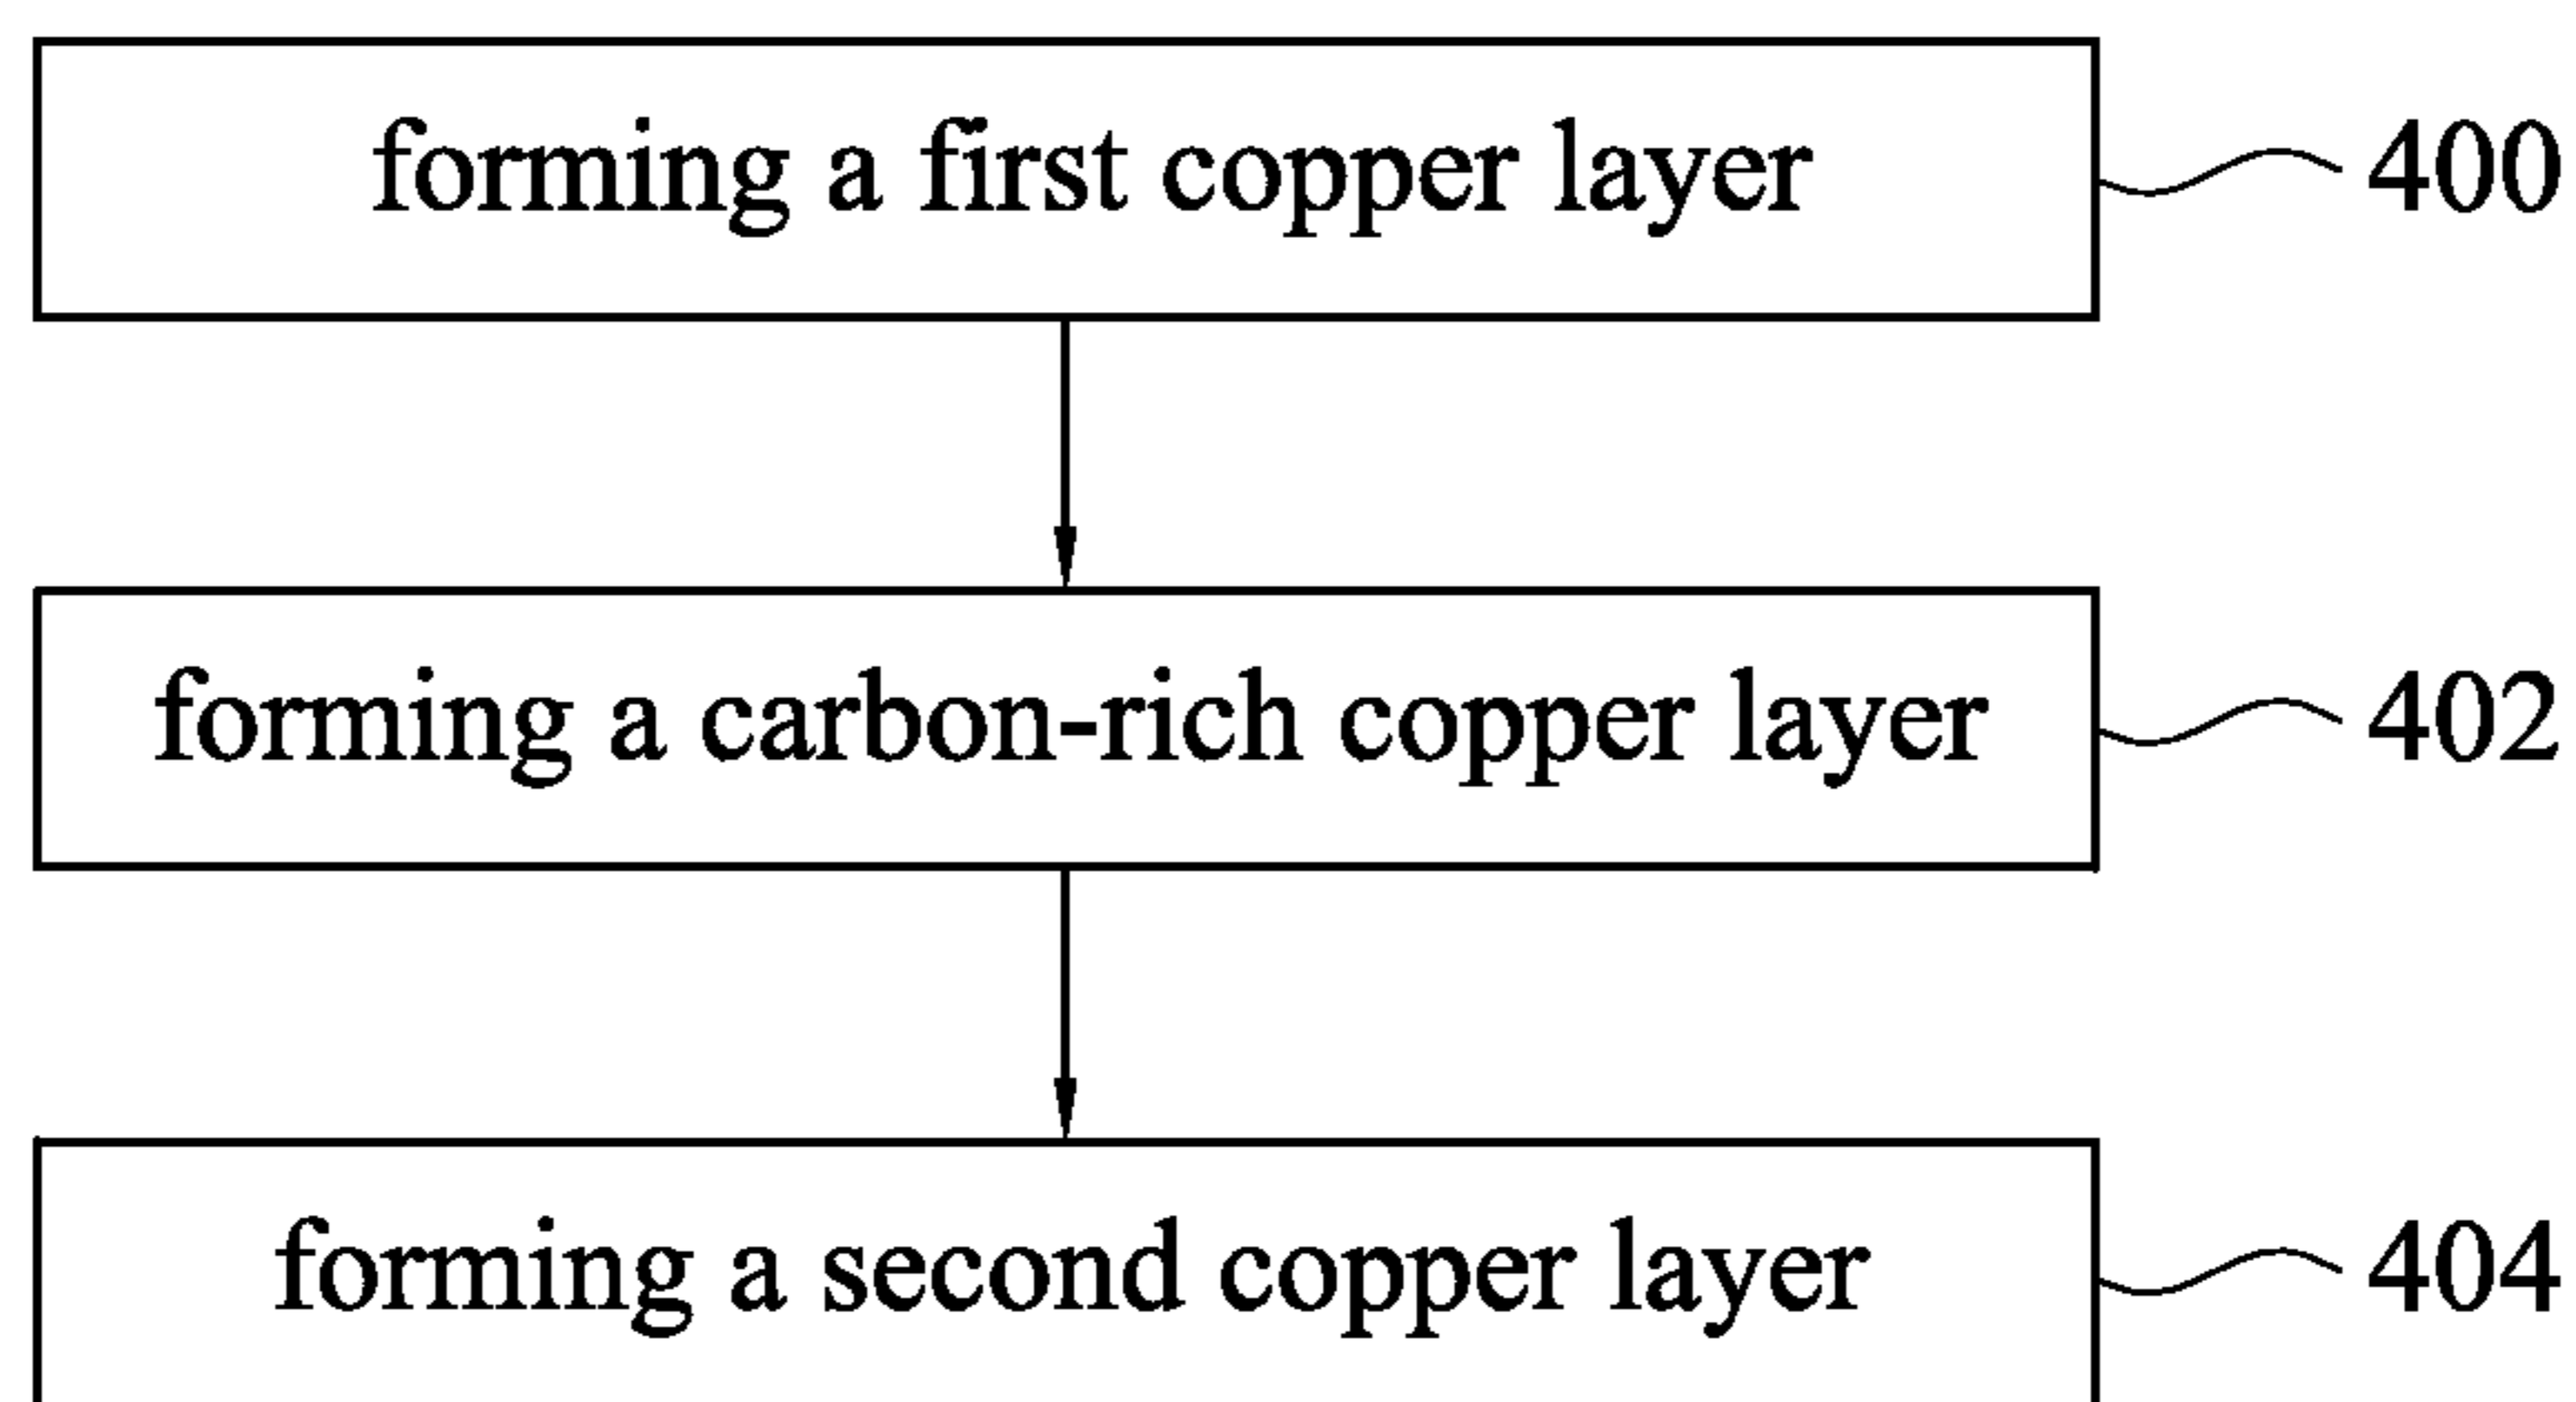 forming a first copper layer 400
forming a carbon-rich copper layer 402
forming a second copper layer 404